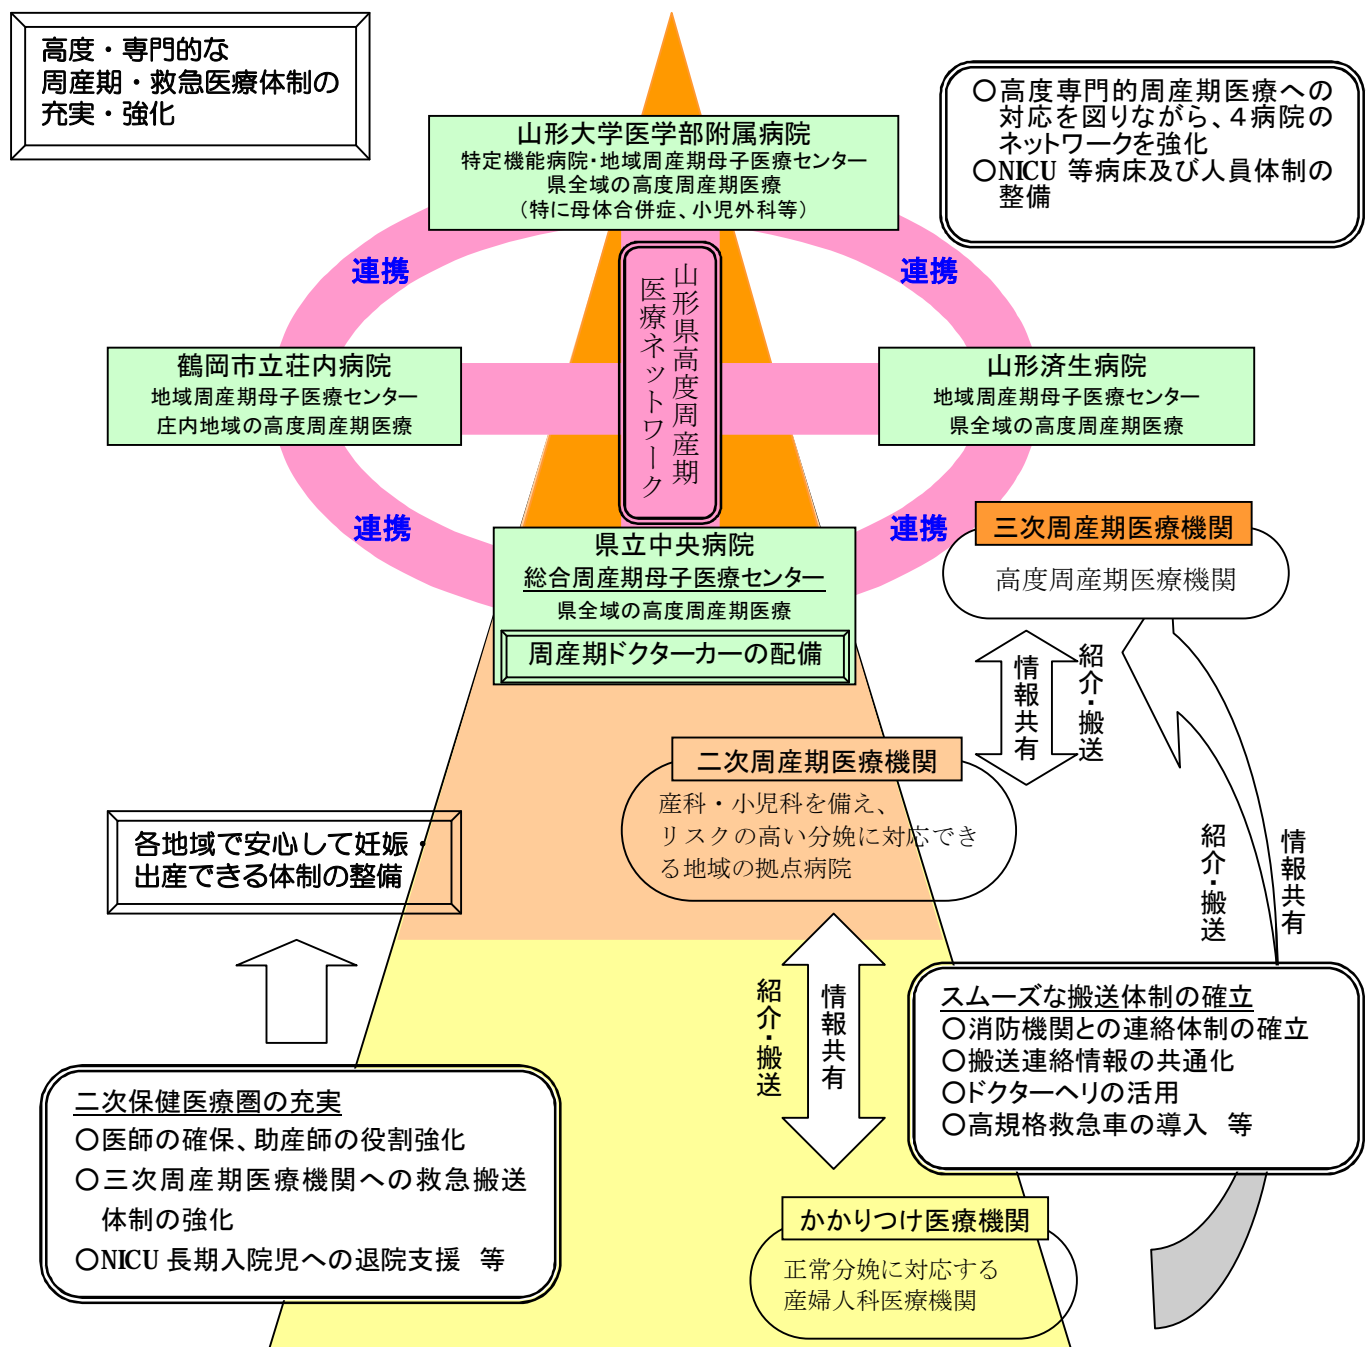 高度・専門的な
周産期・救急医療体制の
充実・強化
○高度専門的周産期医療への
対応を図りながら、４病院の
ネットワークを強化
○NICU 等病床及び人員体制の
整備
山形大学医学部附属病院
特定機能病院・地域周産期母子医療センター
県全域の高度周産期医療
（特に母体合併症、小児外科等）
連携
連携
山形県高度周産期
医療ネットワーク
鶴岡市立荘内病院
地域周産期母子医療センター
庄内地域の高度周産期医療
山形済生病院
地域周産期母子医療センター
県全域の高度周産期医療
連携
連携
県立中央病院
総合周産期母子医療センター
県全域の高度周産期医療
周産期ドクターカーの配備
三次周産期医療機関
高度周産期医療機関
情報共有
紹介・搬送
二次周産期医療機関
産科・小児科を備え、
リスクの高い分娩に対応でき
る地域の拠点病院
紹介・搬送
情報共有
各地域で安心して妊娠・
出産できる体制の整備
紹介・搬送
情報共有
スムーズな搬送体制の確立
○消防機関との連絡体制の確立
○搬送連絡情報の共通化
○ドクターヘリの活用
○高規格救急車の導入　等
二次保健医療圏の充実
○医師の確保、助産師の役割強化
○三次周産期医療機関への救急搬送
体制の強化
○NICU 長期入院児への退院支援　等
かかりつけ医療機関
正常分娩に対応する
産婦人科医療機関